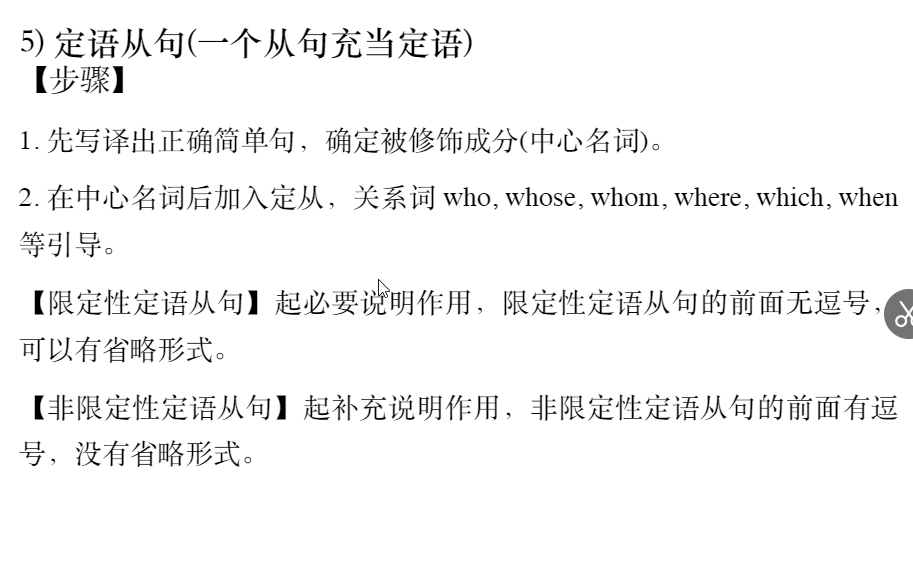 5) 定语从句(一个从句充当定语)
【步骤】
1. 先写译出正确简单句，确定被修饰成分(中心名词)。
2. 在中心名词后加入定从，关系词 who, whose, whom, where, which, when
等引导。
【限定性定语从句】起必要说明作用，限定性定语从句的前面无逗号，
可以有省略形式。
【非限定性定语从句】起补充说明作用，非限定性定语从句的前面有逗
号，没有省略形式。